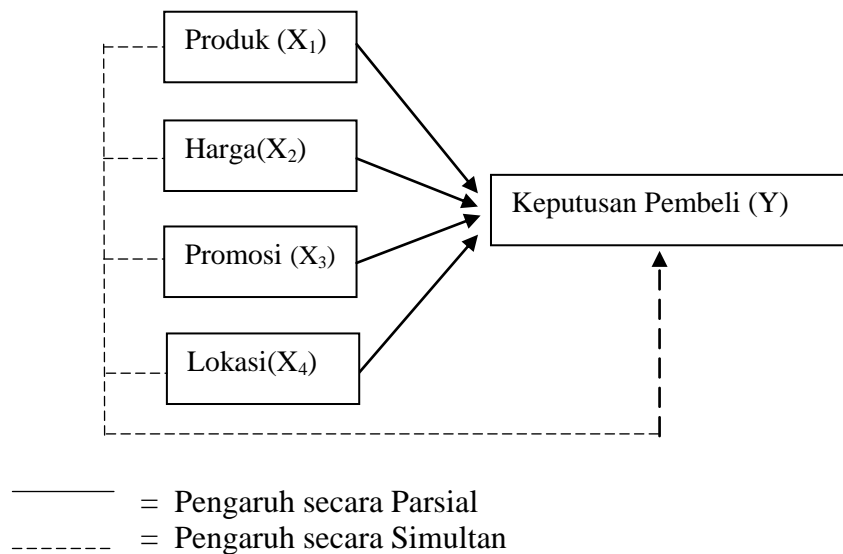 Produk (X₁)
Harga(X₂)
Keputusan Pembeli (Y)
Promosi (X₃)
Lokasi(X₄)
= Pengaruh secara Parsial
= Pengaruh secara Simultan